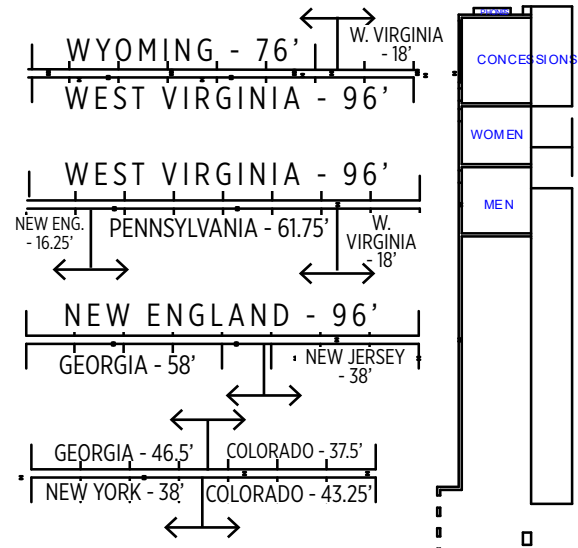 WYOMING - 76’
W. VIRGINIA
- 18’
WEST VIRGINIA - 96’
WEST VIRGINIA - 96’
NEW ENG.
- 16.25’
PENNSYLVANIA - 61.75’
W.
VIRGINIA
- 18’
NEW ENGLAND - 96’
GEORGIA - 58’
NEW JERSEY
- 38’
GEORGIA - 46.5’
COLORADO - 37.5’
NEW YORK - 38’
COLORADO - 43.25’
PHONES
CONCESSIONS
WOMEN
MEN